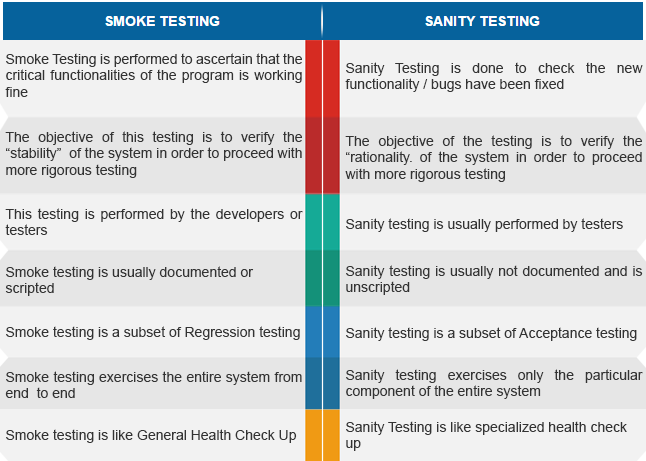 SMOKE TESTING
SANITY TESTING
Smoke Testing is performed to ascertain that the
critical functionalities of the program is working
fine
Sanity Testing is done to check the new
functionality / bugs have been fixed
The objective of this testing is to verify the
“stability” of the system in order to proceed with
more rigorous testing
The objective of the testing is to verify the
“rationality. of the system in order to proceed
with more rigorous testing
This testing is performed by the developers or
testers
Sanity testing is usually performed by testers
Smoke testing is usually documented or
scripted
Sanity testing is usually not documented and is
unscripted
Smoke testing is a subset of Regression testing
Sanity testing is a subset of Acceptance testing
Smoke testing exercises the entire system from
end to end
Sanity testing exercises only the particular
component of the entire system
Smoke testing is like General Health Check Up
Sanity Testing is like specialized health check
up